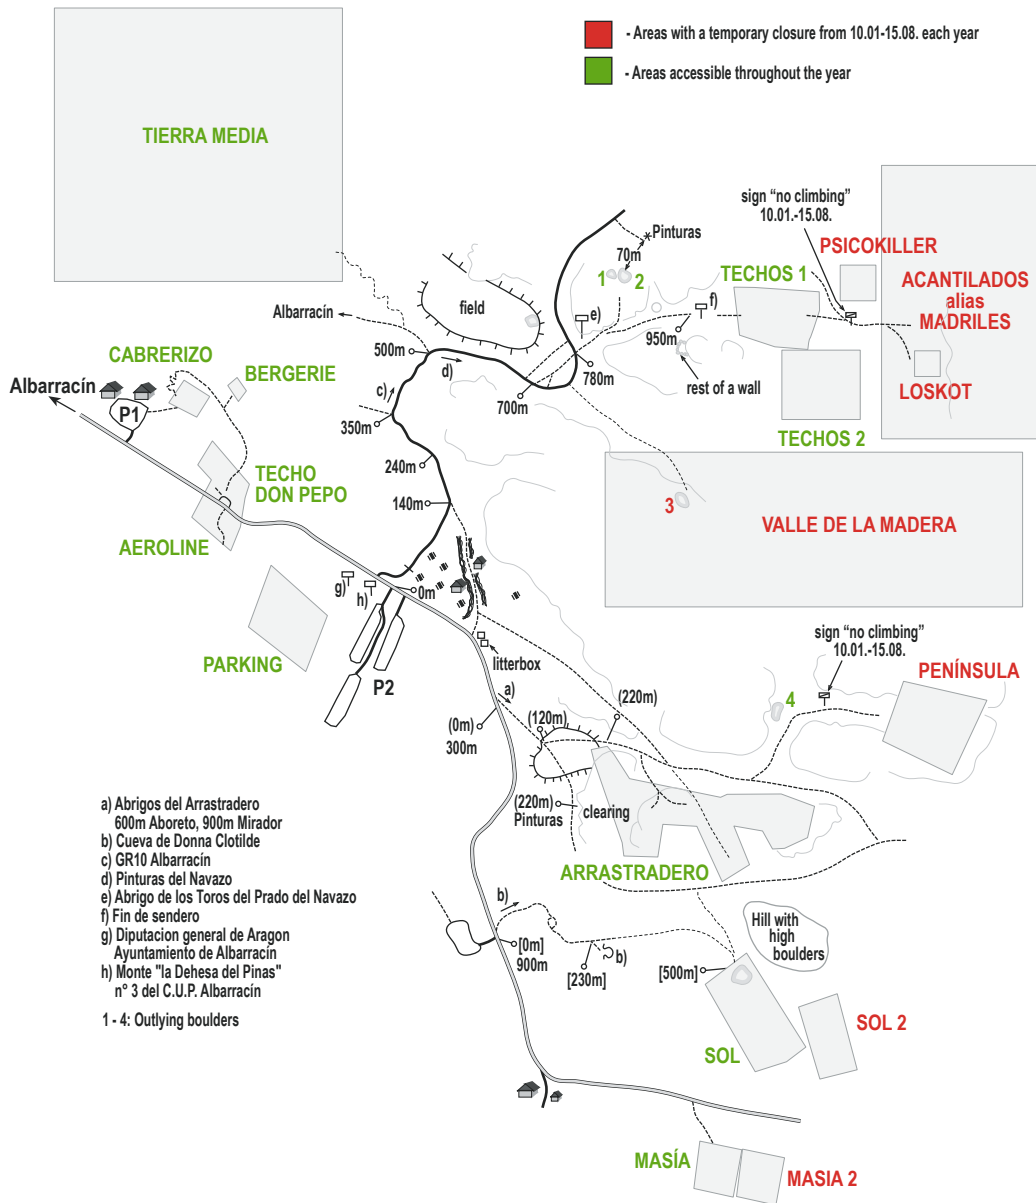 - Areas with a temporary closure from 10.01-15.08. each year
- Areas accessible throughout the year
TIERRA MEDIA
sign “no climbing”
10.01.-15.08.
Pinturas
70m
1
2
PSICOKILLER
TECHOS 1
ACANTILADOS
alias
MADRILES
field
e)
f)
Albarracín
950m
500m
d)
780m
rest of a wall
LOSKOT
CABRERIZO
BERGERIE
Albarracín
P1
c)
350m
700m
TECHOS 2
240m
TECHO
DON PEPO
140m
3
VALLE DE LA MADERA
AEROLINE
g)
h)
0m
PARKING
P2
litterbox
sign “no climbing”
10.01.-15.08.
PENÍNSULA
4
a)
(220m)
(0m)
300m
(120m)
(220m)
Pinturas
clearing
ARRASTRADERO
a) Abrigos del Arrastradero
600m Aboreto, 900m Mirador
b) Cueva de Donna Clotilde
c) GR10 Albarracín
d) Pinturas del Navazo
e) Abrigo de los Toros del Prado del Navazo
f) Fin de sendero
g) Diputacion general de Aragon
Ayuntamiento de Albarracín
h) Monte "la Dehesa del Pinas"
n° 3 del C.U.P. Albarracín
1 - 4: Outlying boulders
b)
[0m]
900m
b)
[230m]
Hill with
high
boulders
[500m]
SOL
SOL 2
MASÍA
MASIA 2